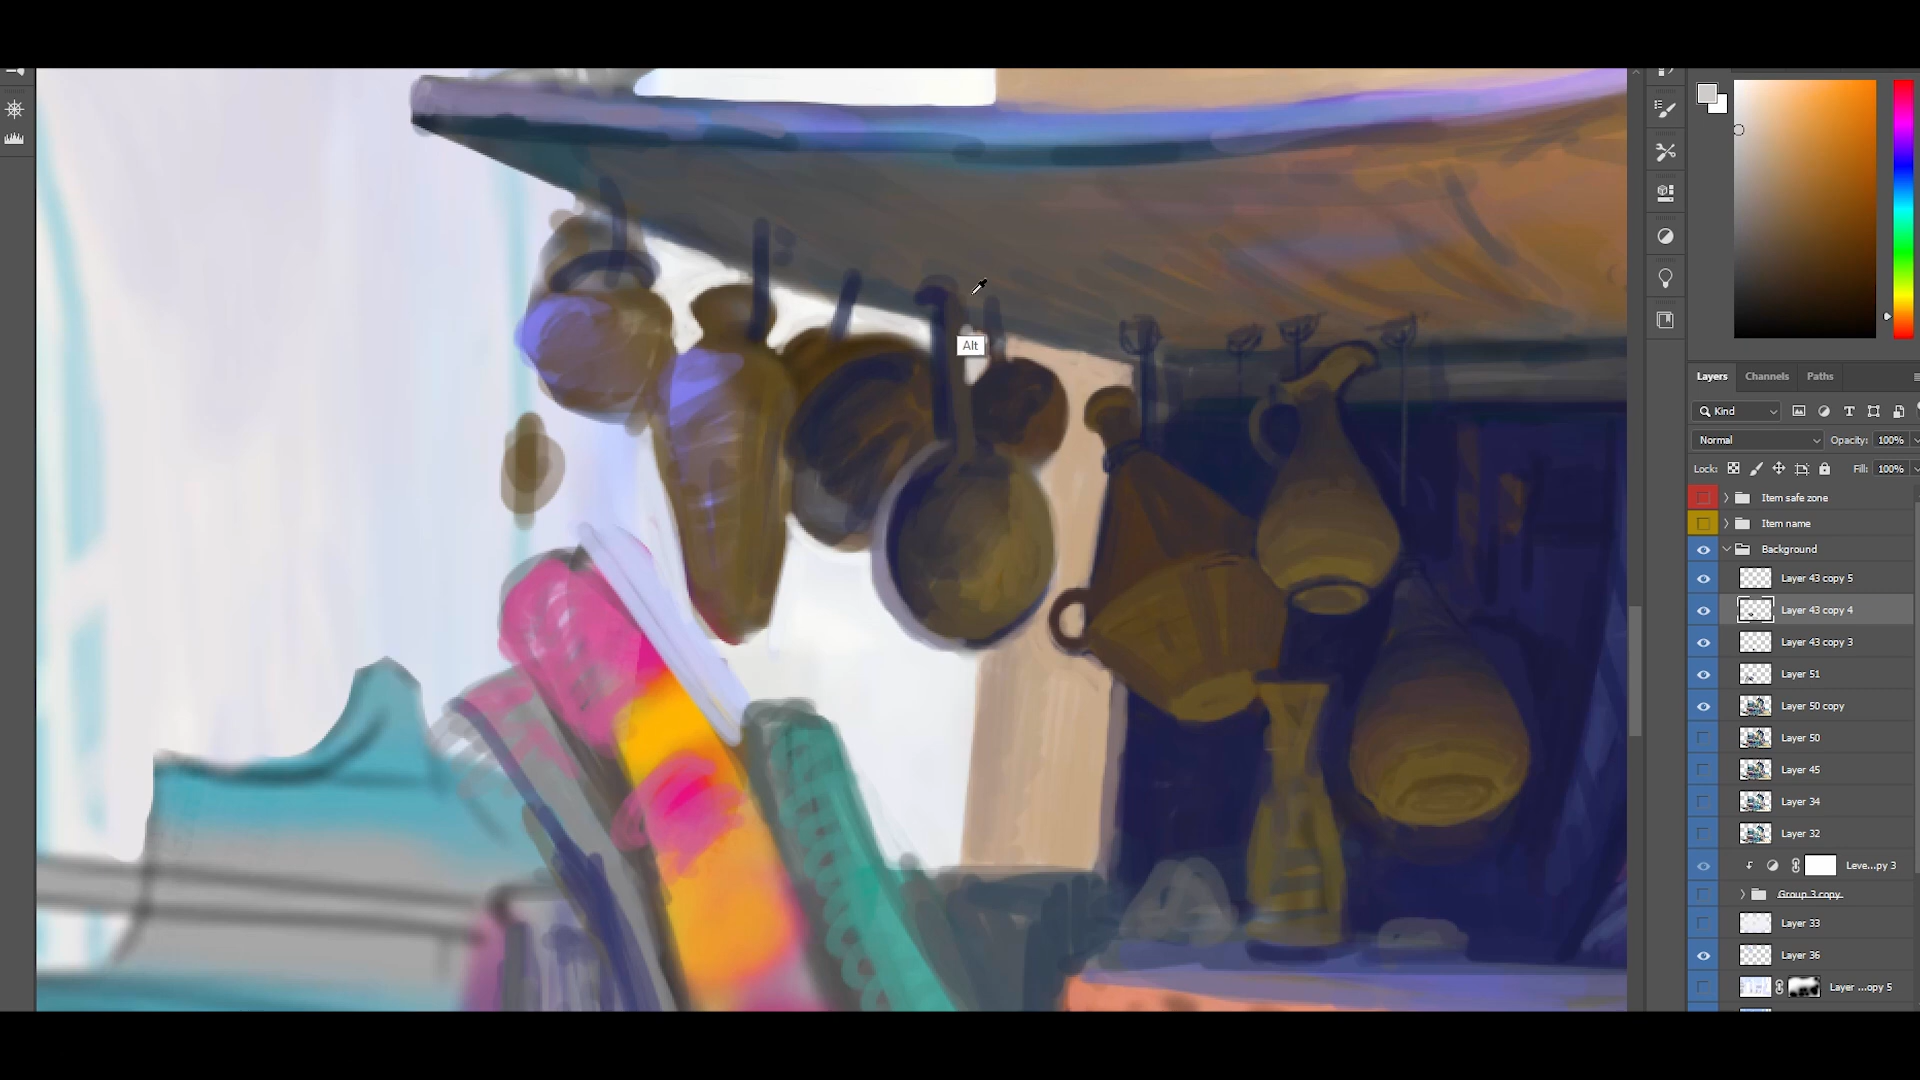 Alt
Layers Channels Paths
Kind
Normal Opacity: 100%
Lock: Fill: 100%
Item safe zone
Item name
Background
Layer 43 copy 5
Layer 43 copy 4
Layer 43 copy 3
Layer 51
Layer 50 copy
Layer 50
Layer 45
Layer 34
Layer 32
Leve...py 3
Group 3 copy
Layer 33
Layer 36
Layer ...opy 5